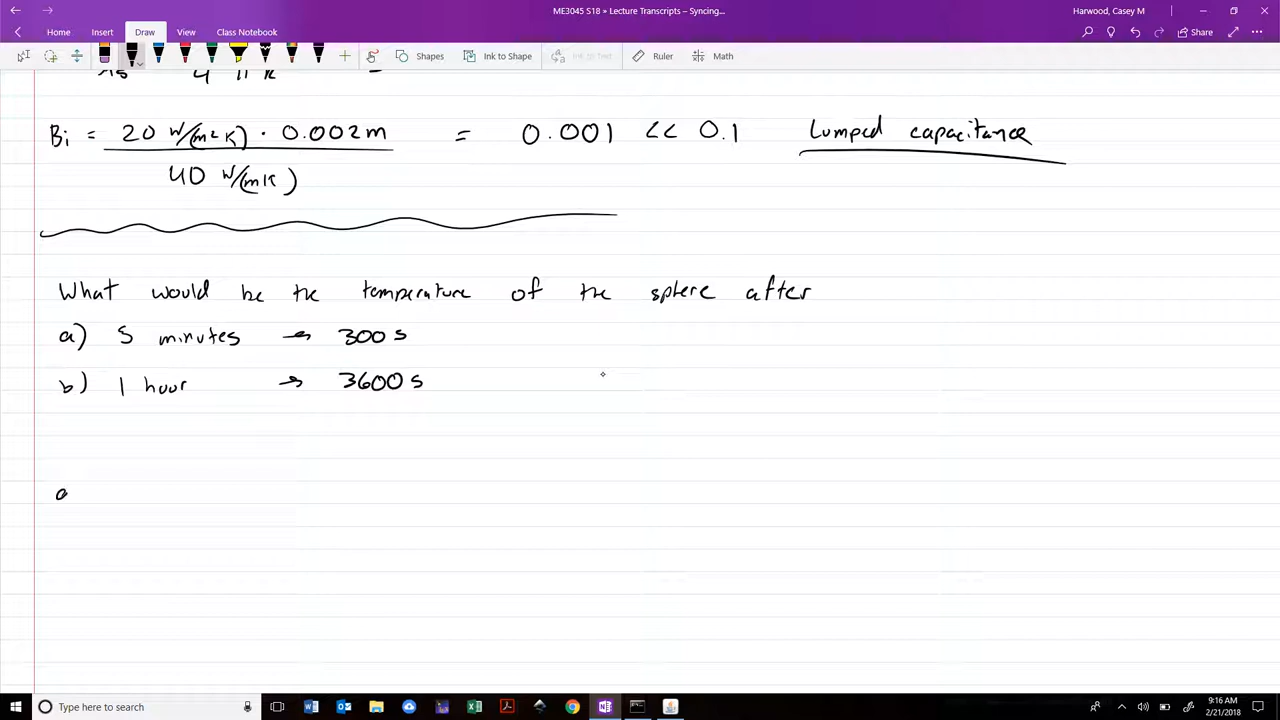 ME3045 S18 » Lecture Transcripts – Syncing...
Harwood, Casey M
Home Insert Draw View Class Notebook
Share
Shapes Ink to Shape Ink to Text Ruler Math
Bi = 20 W/(m²K) · 0.002m = 0.001 << 0.1 Lumped capacitance
40 W/(mK)
What would be the temperature of the sphere after
a) 5 minutes → 300 s
b) 1 hour → 3600 s
a
Type here to search
9:16 AM
2/21/2018